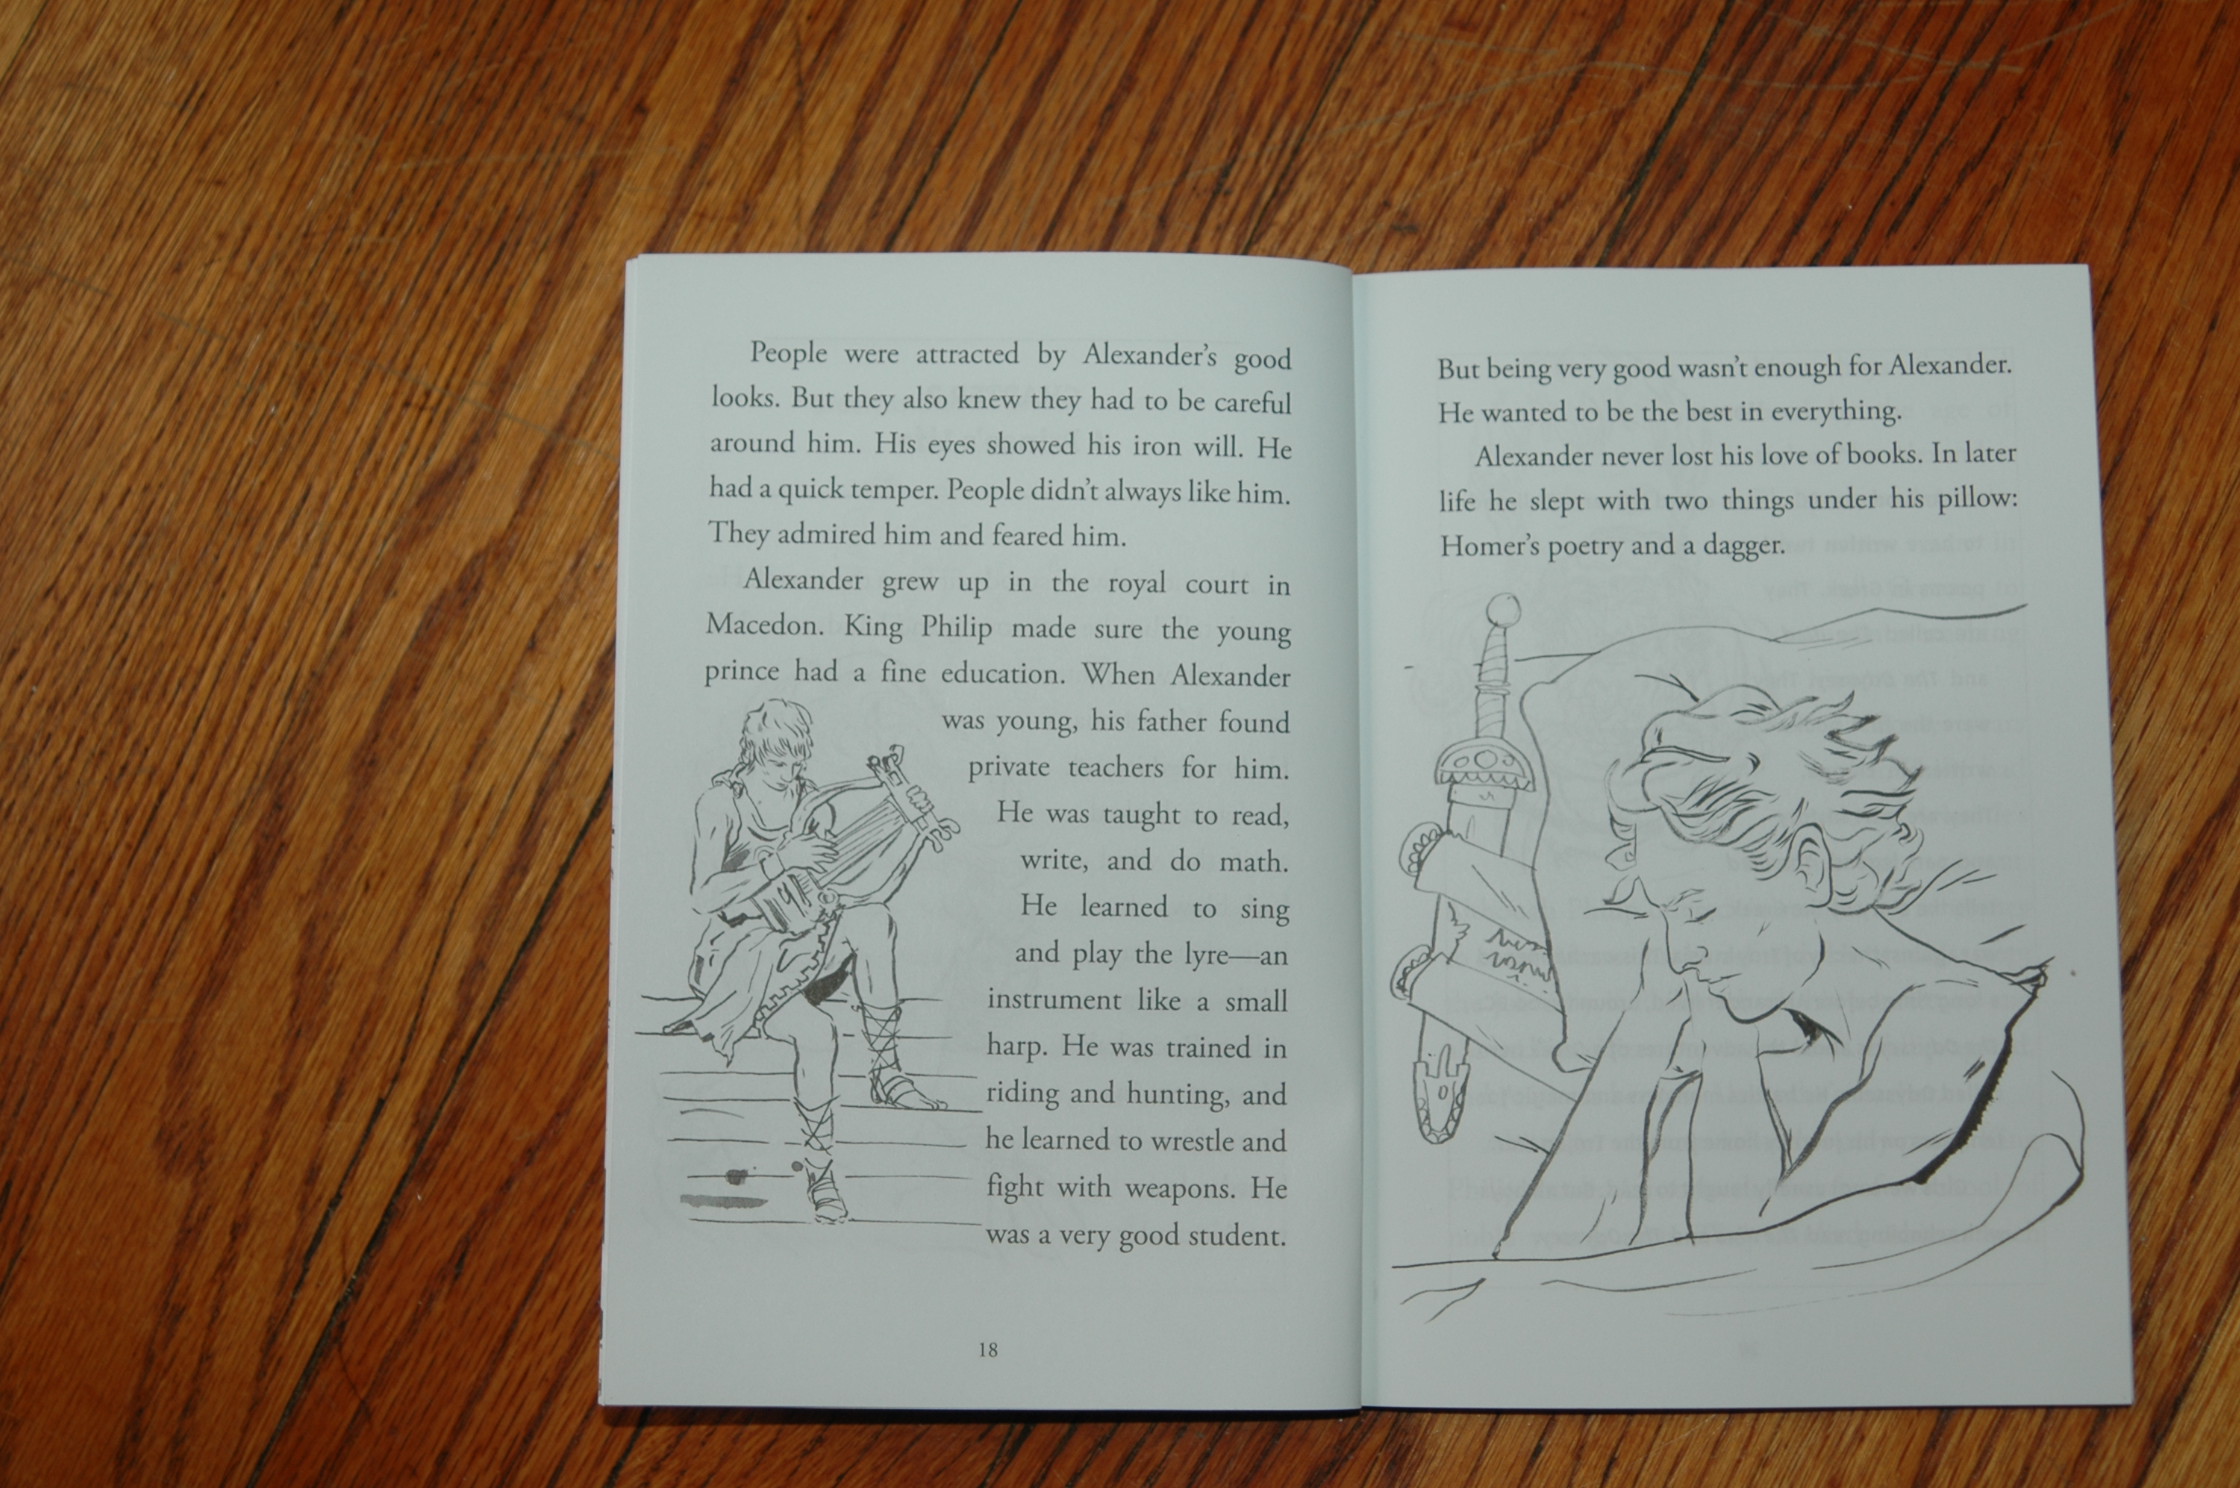 People were attracted by Alexander's good
looks. But they also knew they had to be careful
around him. His eyes showed his iron will. He
had a quick temper. People didn't always like him.
They admired him and feared him.
Alexander grew up in the royal court in
Macedon. King Philip made sure the young
prince had a fine education. When Alexander
was young, his father found
private teachers for him.
He was taught to read,
write, and do math.
He learned to sing
and play the lyre—an
instrument like a small
harp. He was trained in
riding and hunting, and
he learned to wrestle and
fight with weapons. He
was a very good student.
18
But being very good wasn't enough for Alexander.
He wanted to be the best in everything.
Alexander never lost his love of books. In later
life he slept with two things under his pillow:
Homer's poetry and a dagger.